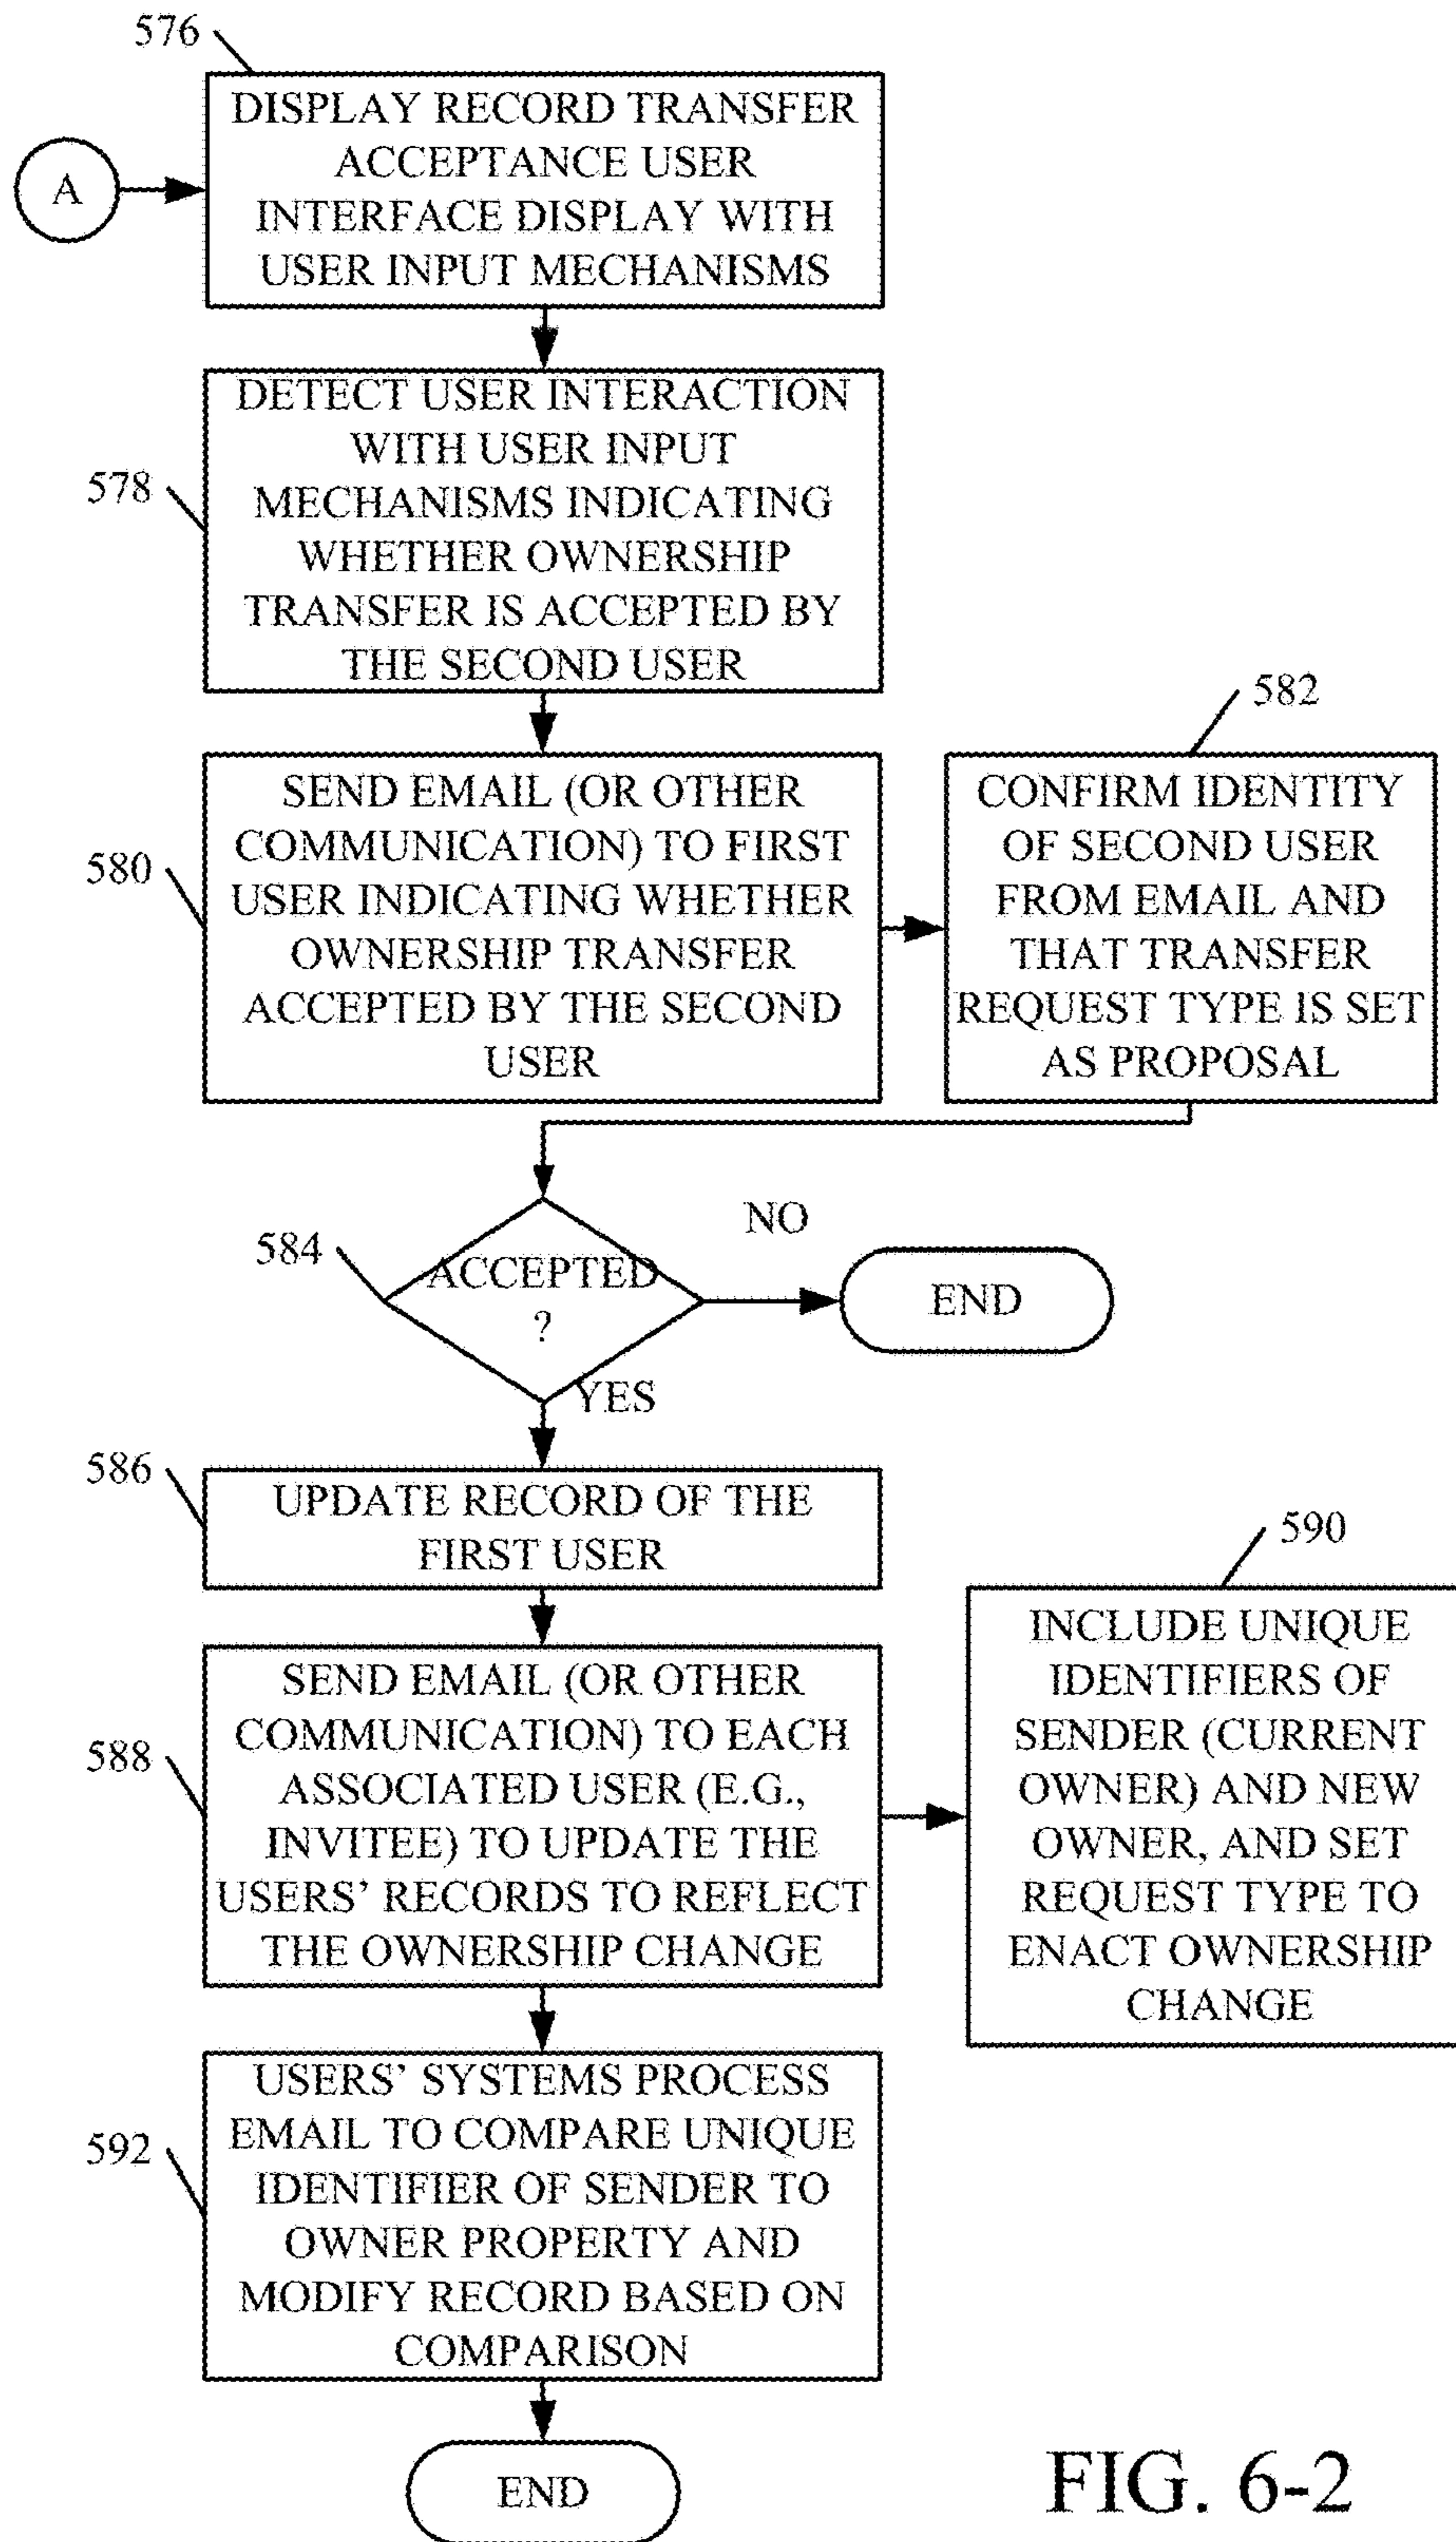 576
DISPLAY RECORD TRANSFER
ACCEPTANCE USER
INTERFACE DISPLAY WITH
USER INPUT MECHANISMS
A
578
DETECT USER INTERACTION
WITH USER INPUT
MECHANISMS INDICATING
WHETHER OWNERSHIP
TRANSFER IS ACCEPTED BY
THE SECOND USER
580
SEND EMAIL (OR OTHER
COMMUNICATION) TO FIRST
USER INDICATING WHETHER
OWNERSHIP TRANSFER
ACCEPTED BY THE SECOND
USER
582
CONFIRM IDENTITY
OF SECOND USER
FROM EMAIL AND
THAT TRANSFER
REQUEST TYPE IS SET
AS PROPOSAL
584
ACCEPTED
?
NO
END
YES
586
UPDATE RECORD OF THE
FIRST USER
588
SEND EMAIL (OR OTHER
COMMUNICATION) TO EACH
ASSOCIATED USER (E.G.,
INVITEE) TO UPDATE THE
USERS’ RECORDS TO REFLECT
THE OWNERSHIP CHANGE
590
INCLUDE UNIQUE
IDENTIFIERS OF
SENDER (CURRENT
OWNER) AND NEW
OWNER, AND SET
REQUEST TYPE TO
ENACT OWNERSHIP
CHANGE
592
USERS’ SYSTEMS PROCESS
EMAIL TO COMPARE UNIQUE
IDENTIFIER OF SENDER TO
OWNER PROPERTY AND
MODIFY RECORD BASED ON
COMPARISON
END
FIG. 6-2